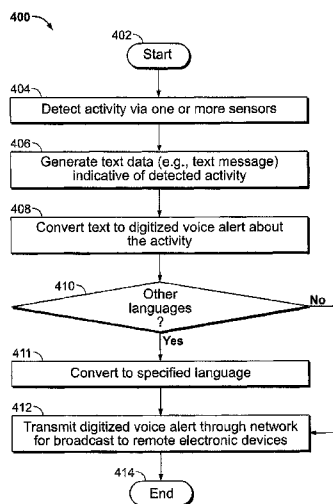 400
402
Start
404
Detect activity via one or more sensors
406
Generate text data (e.g., text message)
indicative of detected activity
408
Convert text to digitized voice alert about
the activity
410
Other
languages
?
No
Yes
411
Convert to specified language
412
Transmit digitized voice alert through network
for broadcast to remote electronic devices
414
End